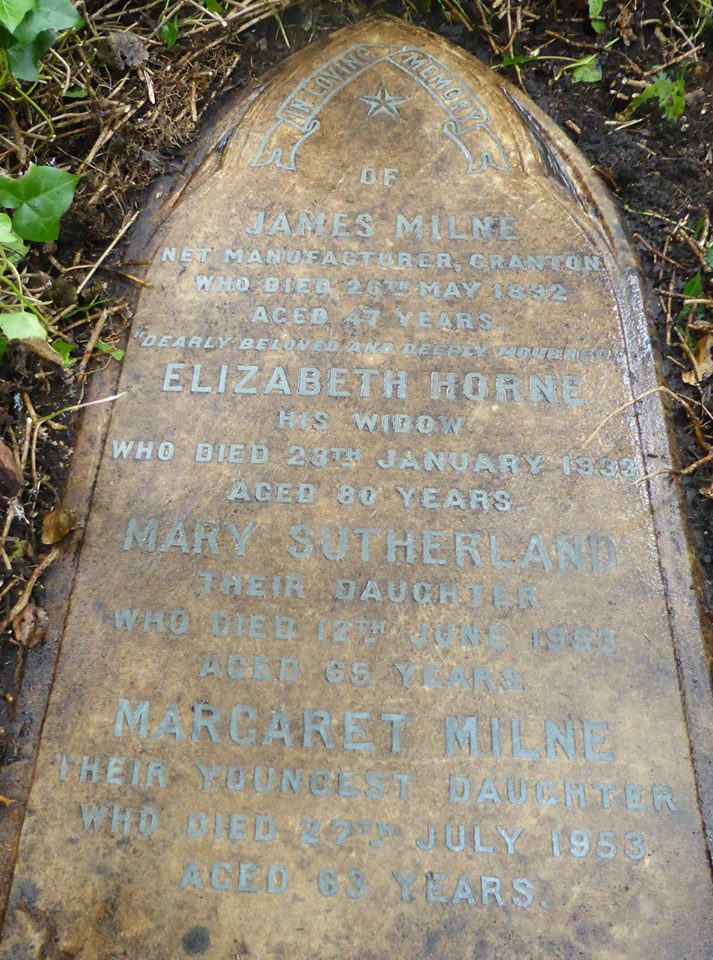 IN LOVING MEMORY
OF
JAMES MILNE
NET MANUFACTURER, GRANTON
WHO DIED 26TH MAY 1892
AGED 47 YEARS.
"DEARLY BELOVED AND DEEPLY MOURNED"
ELIZABETH HORNE
HIS WIDOW
WHO DIED 28TH JANUARY 1933
AGED 80 YEARS.
MARY SUTHERLAND
THEIR DAUGHTER
WHO DIED 12TH JUNE 1953
AGED 65 YEARS.
MARGARET MILNE
THEIR YOUNGEST DAUGHTER
WHO DIED 27TH JULY 1953
AGED 63 YEARS.